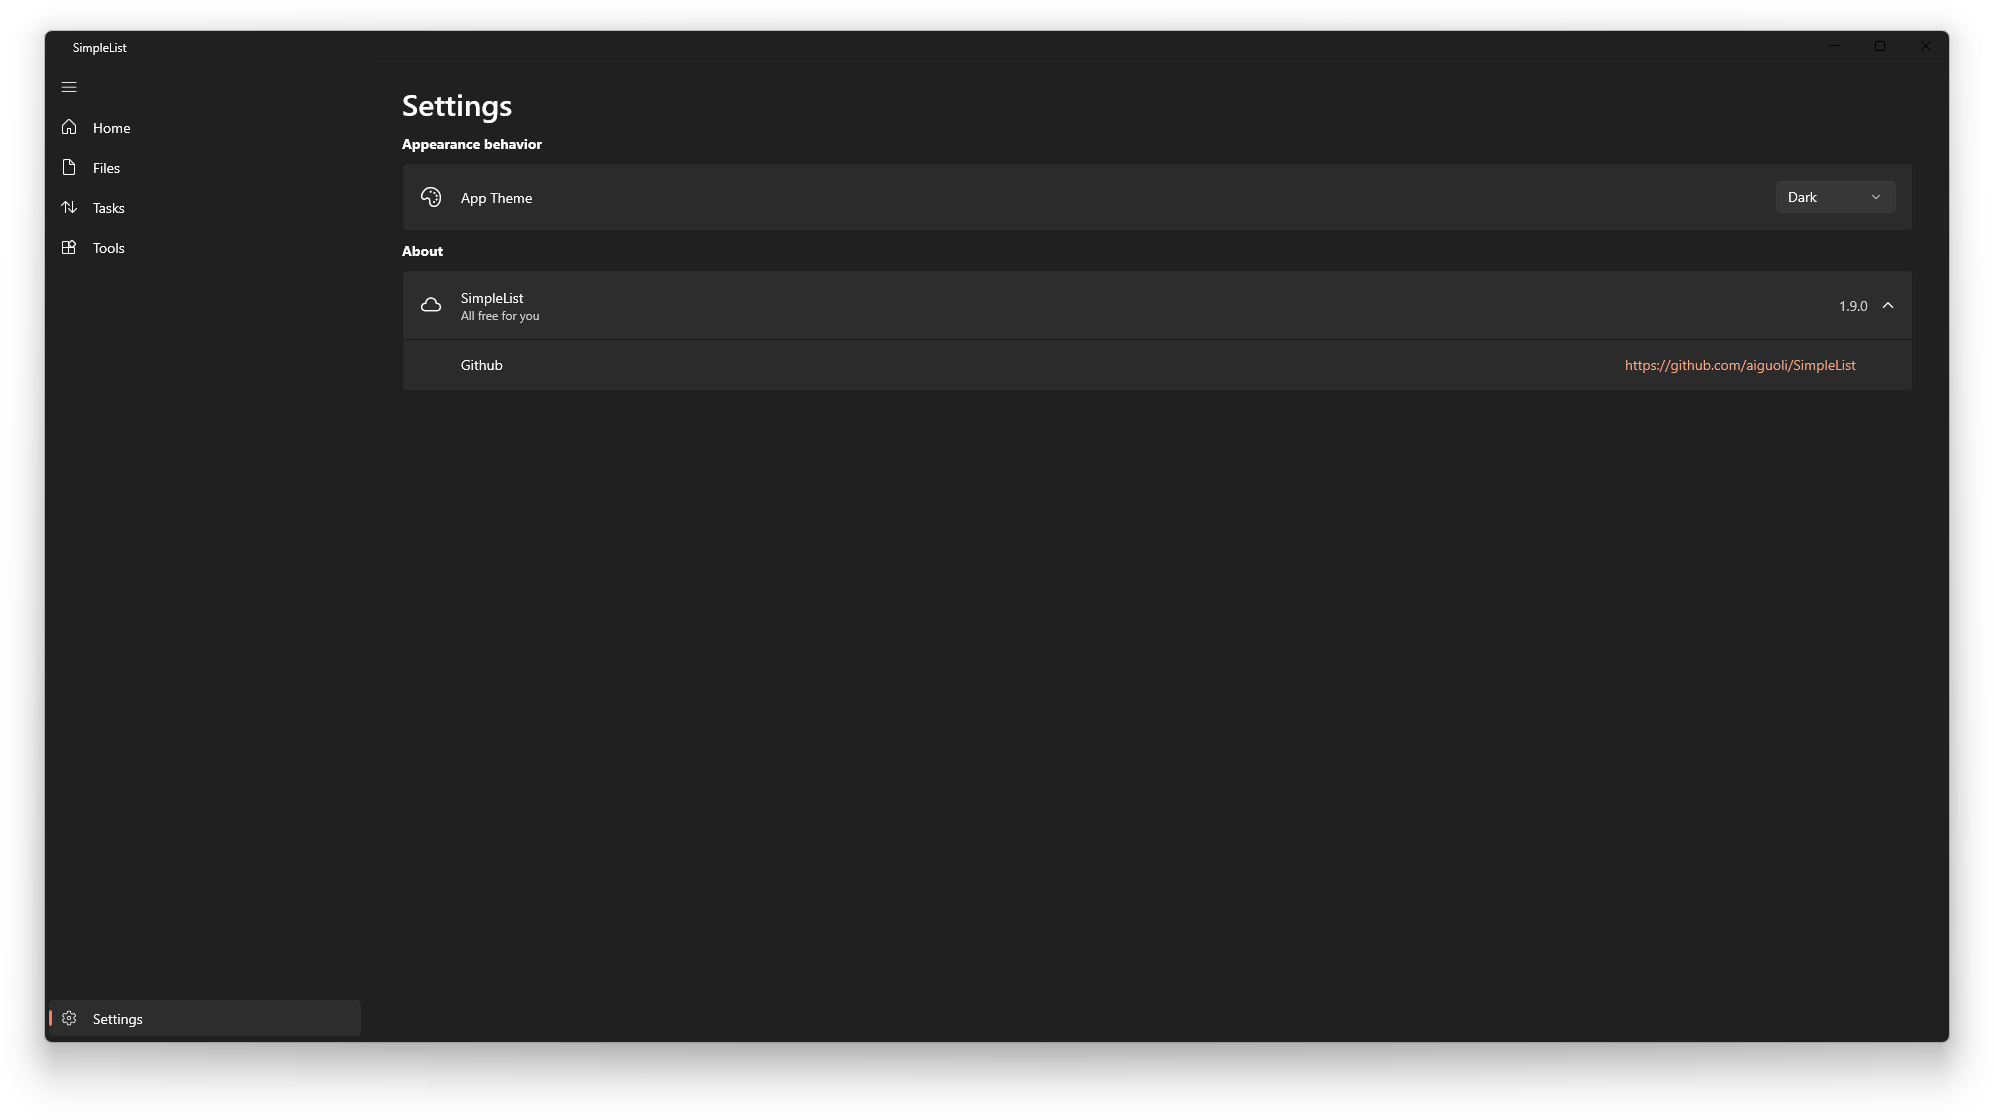 SimpleList
Home
Files
Tasks
Tools
Settings
Settings
Appearance behavior
App Theme
Dark
About
SimpleList
All free for you
1.9.0
Github
https://github.com/aiguoli/SimpleList